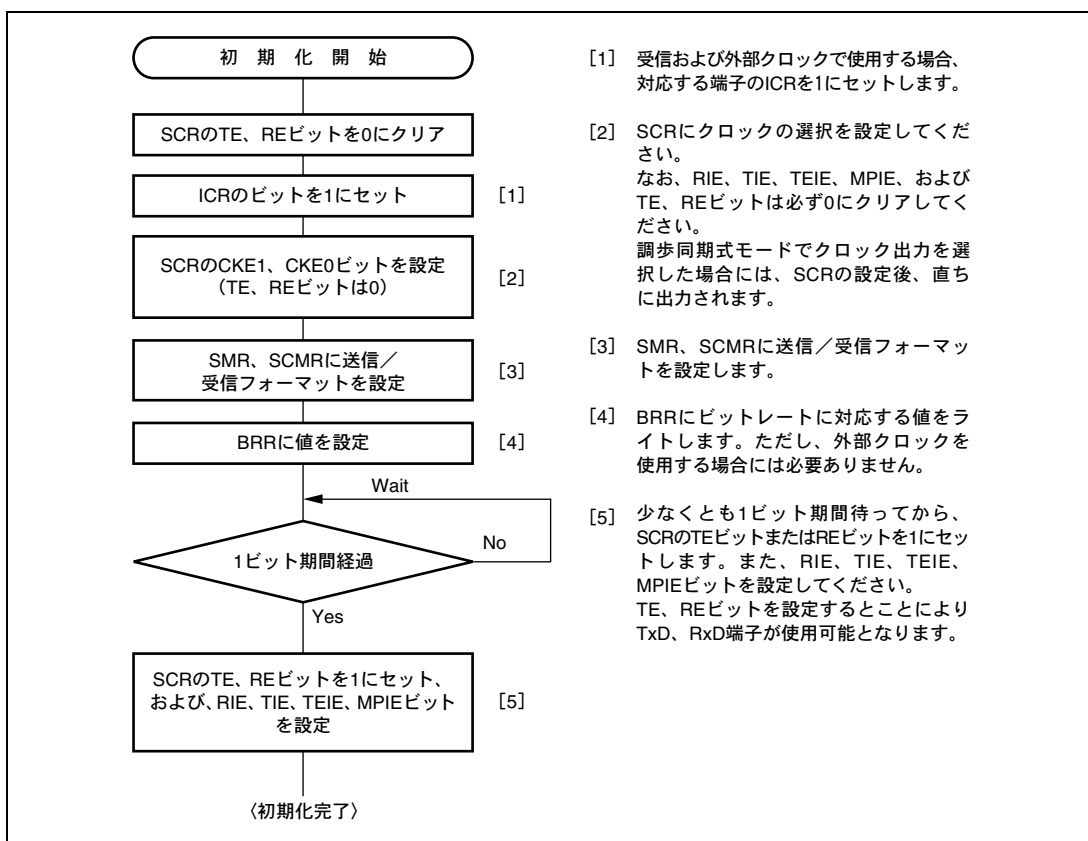 初期化開始
SCRのTE、REビットを0にクリア
ICRのビットを1にセット
[1]
SCRのCKE1、CKE0ビットを設定
（TE、REビットは0）
[2]
SMR、SCMRに送信／
受信フォーマットを設定
[3]
BRRに値を設定
[4]
Wait
1ビット期間経過
No
Yes
SCRのTE、REビットを1にセット、
および、RIE、TIE、TEIE、MPIEビット
を設定
[5]
〈初期化完了〉
[1] 受信および外部クロックで使用する場合、
対応する端子のICRを1にセットします。
[2] SCRにクロックの選択を設定してくだ
さい。
なお、RIE、TIE、TEIE、MPIE、および
TE、REビットは必ず0にクリアしてく
ださい。
調歩同期式モードでクロック出力を選
択した場合には、SCRの設定後、直ち
に出力されます。
[3] SMR、SCMRに送信／受信フォーマッ
トを設定します。
[4] BRRにビットレートに対応する値をラ
イトします。ただし、外部クロックを
使用する場合には必要ありません。
[5] 少なくとも1ビット期間待ってから、
SCRのTEビットまたはREビットを1にセッ
トします。また、RIE、TIE、TEIE、
MPIEビットを設定してください。
TE、REビットを設定するとことにより
TxD、RxD端子が使用可能となります。